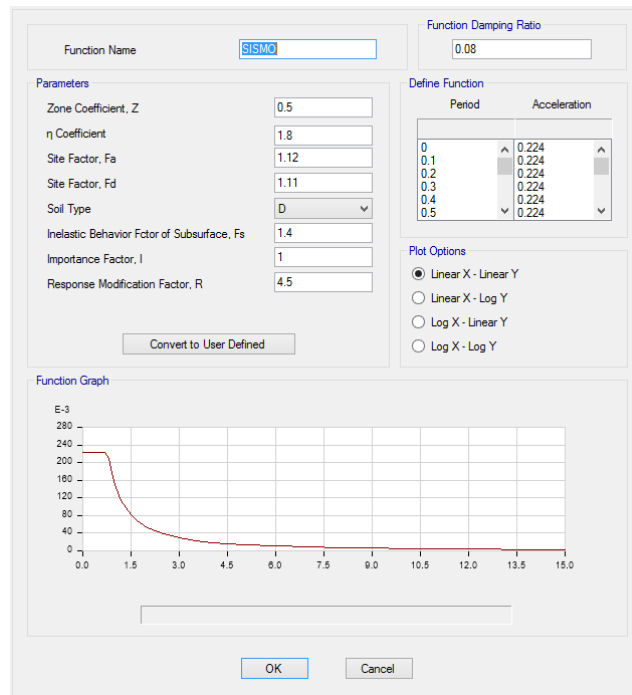 Function Name
SISMO
Function Damping Ratio
0.08
Parameters
Zone Coefficient, Z
0.5
η Coefficient
1.8
Site Factor, Fa
1.12
Site Factor, Fd
1.11
Soil Type
D
Inelastic Behavior Fctor of Subsurface, Fs
1.4
Importance Factor, I
1
Response Modification Factor, R
4.5
Convert to User Defined
Define Function
Period Acceleration
0 0.224
0.1 0.224
0.2 0.224
0.3 0.224
0.4 0.224
0.5 0.224
Plot Options
Linear X - Linear Y
Linear X - Log Y
Log X - Linear Y
Log X - Log Y
Function Graph
E-3
280
240
200
160
120
80
40
0
0.0 1.5 3.0 4.5 6.0 7.5 9.0 10.5 12.0 13.5 15.0
OK Cancel